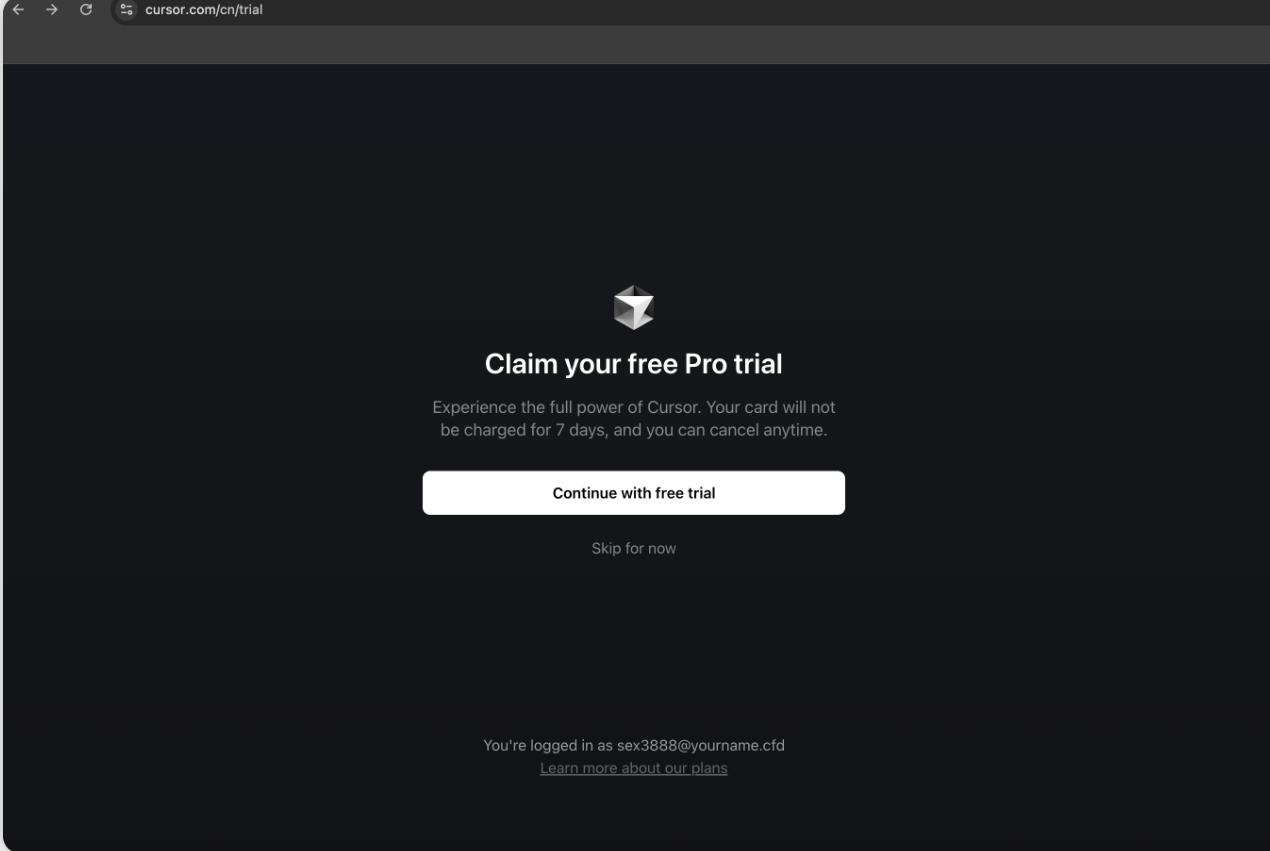 cursor.com/cn/trial
Claim your free Pro trial
Experience the full power of Cursor. Your card will not
be charged for 7 days, and you can cancel anytime.
Continue with free trial
Skip for now
You're logged in as sex3888@yourname.cfd
Learn more about our plans